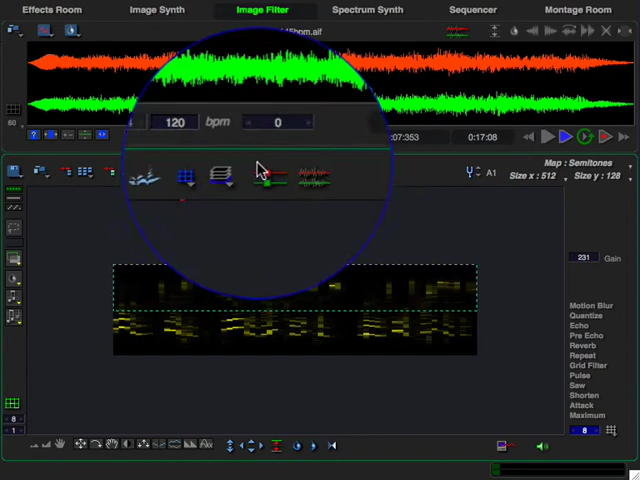 Effects Room
Image Synth
Image Filter
Spectrum Synth
Sequencer
Montage Room
5bpm.aif
60
120
bpm
0
07:353
0:17:08
A1
Map : Semitones
Size x : 512
Size y : 128
231
Gain
Motion Blur
Quantize
Echo
Pre Echo
Reverb
Repeat
Grid Filter
Pulse
Saw
Shorten
Attack
Maximum
8
1
8